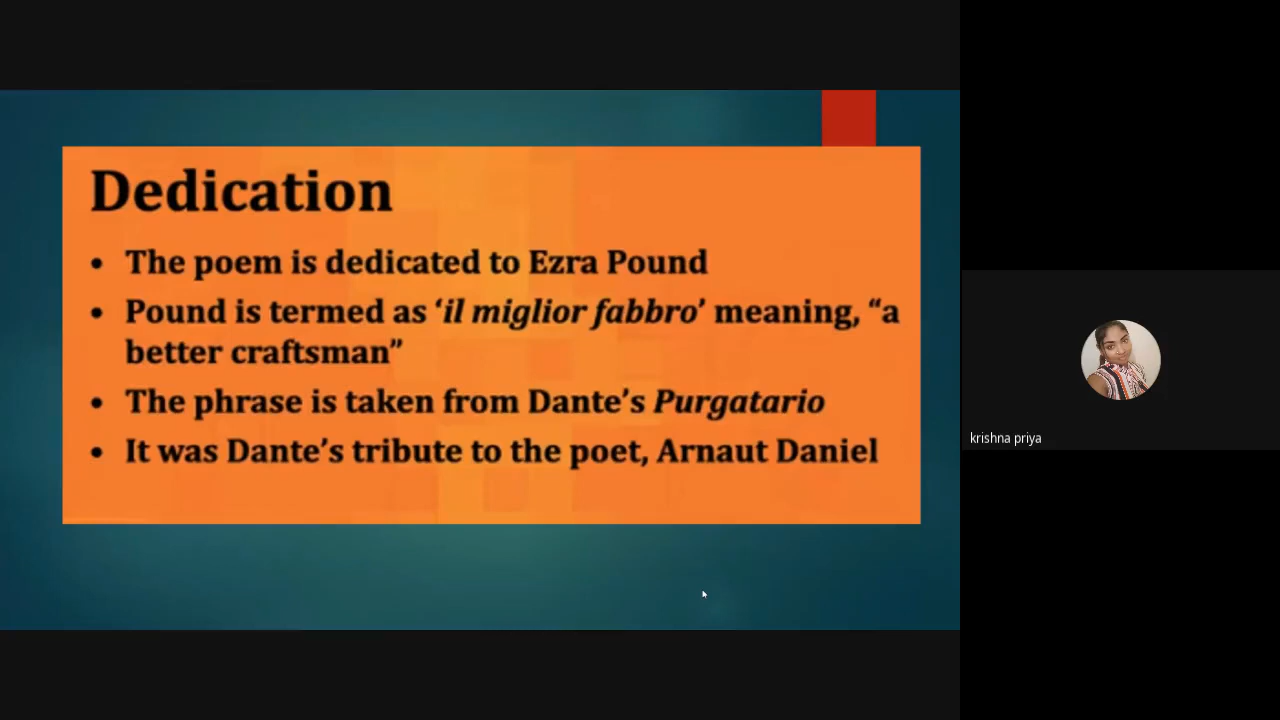 Dedication
• The poem is dedicated to Ezra Pound
• Pound is termed as ‘il miglior fabbro’ meaning, “a
better craftsman”
• The phrase is taken from Dante’s Purgatario
• It was Dante’s tribute to the poet, Arnaut Daniel
krishna priya